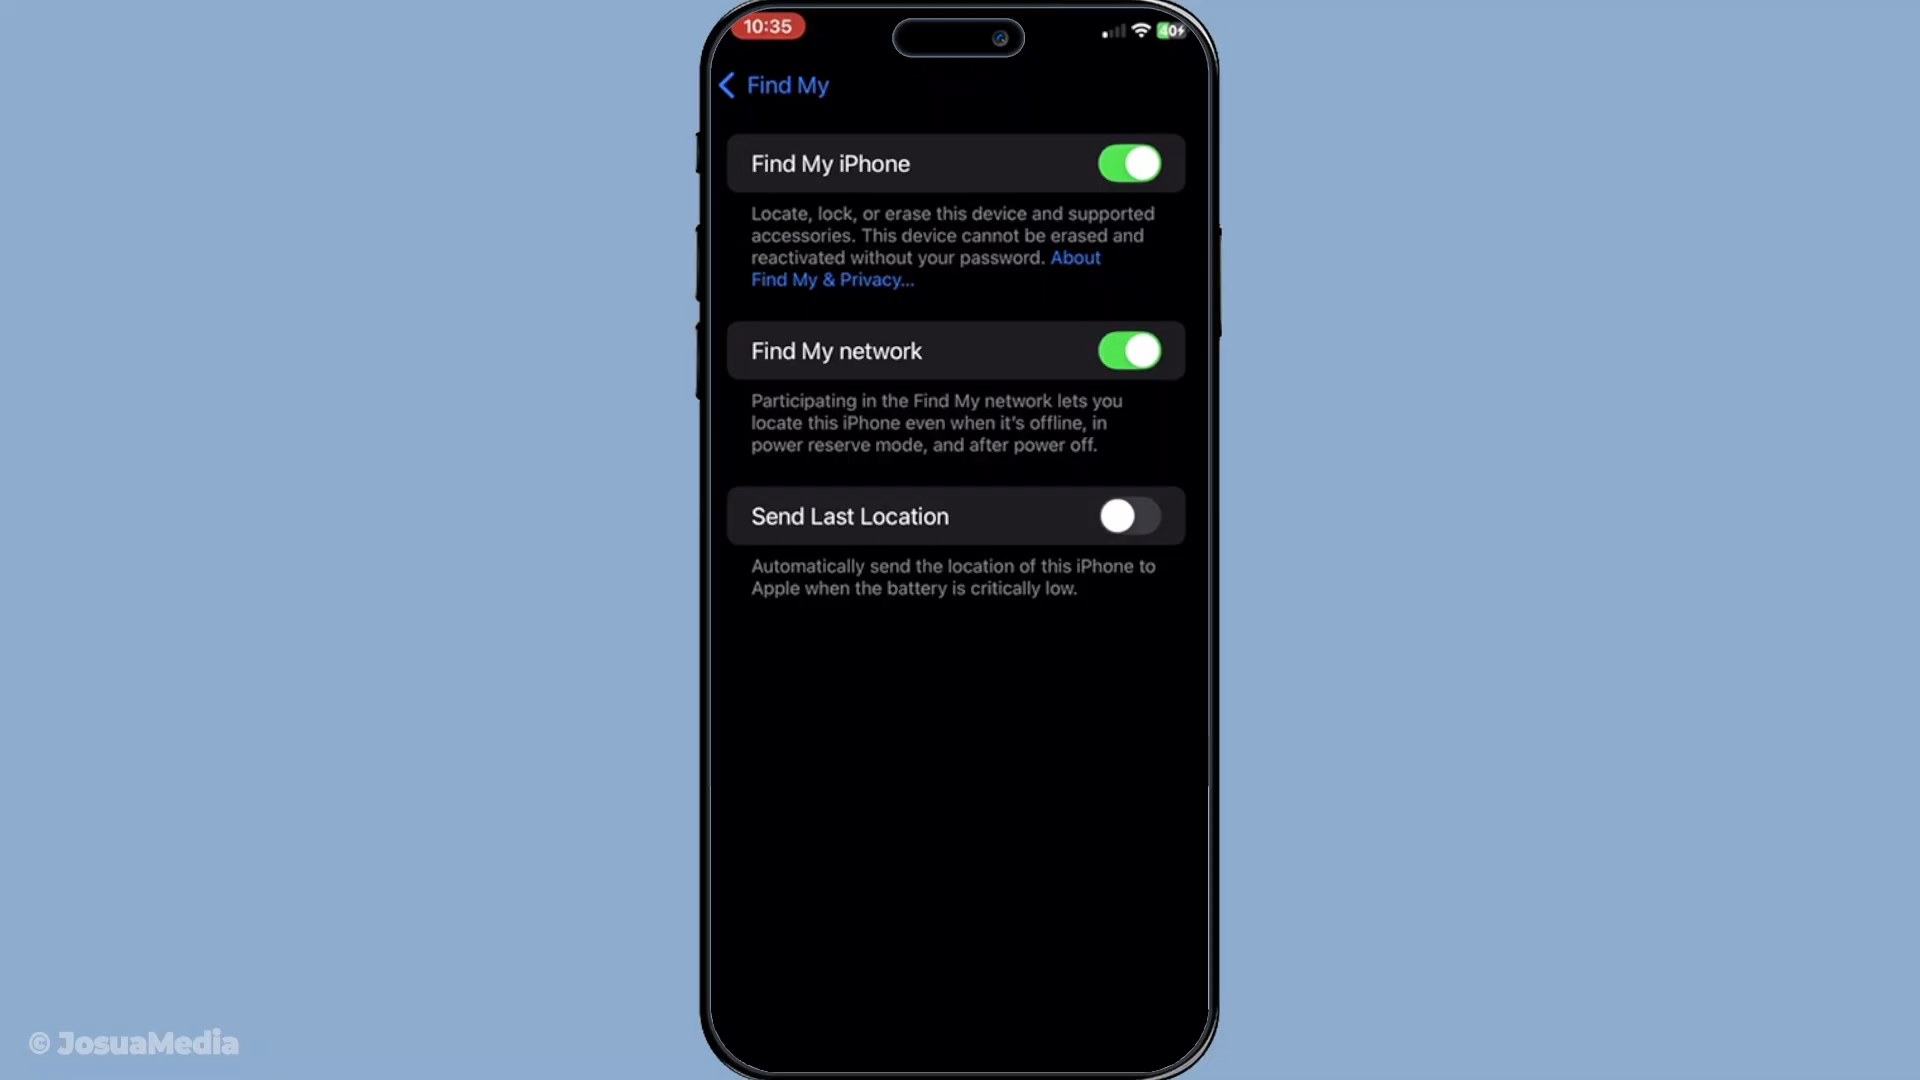 10:35
40
Find My
Find My iPhone
Locate, lock, or erase this device and supported
accessories. This device cannot be erased and
reactivated without your password. About
Find My & Privacy...
Find My network
Participating in the Find My network lets you
locate this iPhone even when it's offline, in
power reserve mode, and after power off.
Send Last Location
Automatically send the location of this iPhone to
Apple when the battery is critically low.
© JosuaMedia